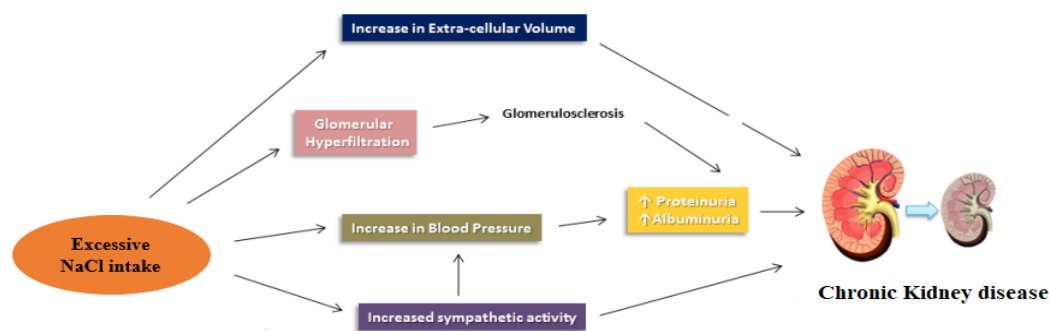 Increase in Extra-cellular Volume
Glomerular
Hyperfiltration
Glomerulosclerosis
↑ Proteinuria
↑Albuminuria
Excessive
NaCl intake
Increase in Blood Pressure
Increased sympathetic activity
Chronic Kidney disease